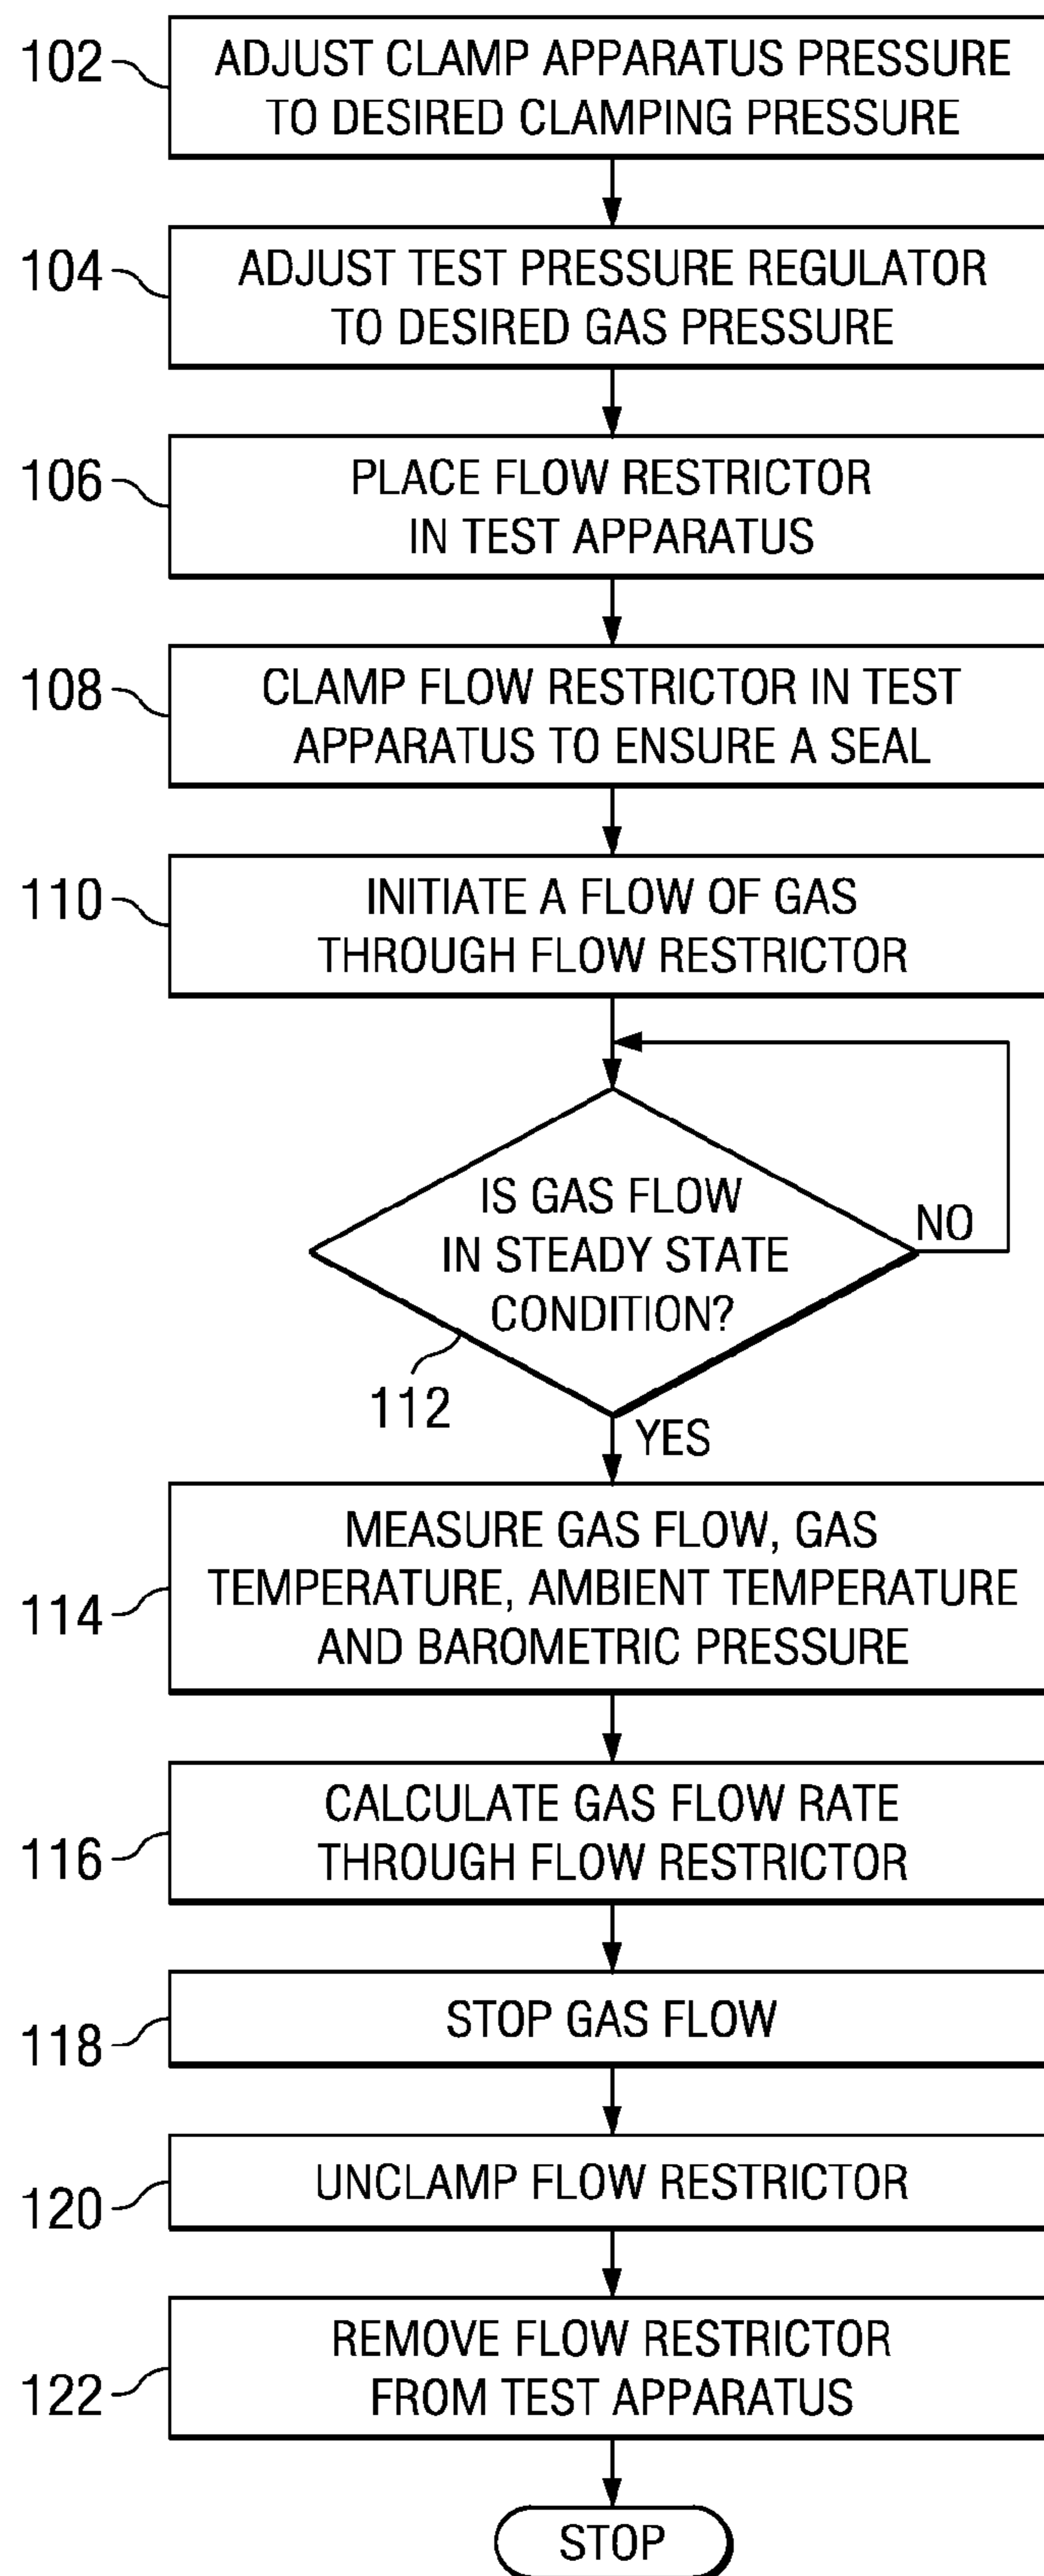 102
ADJUST CLAMP APPARATUS PRESSURE
TO DESIRED CLAMPING PRESSURE
104
ADJUST TEST PRESSURE REGULATOR
TO DESIRED GAS PRESSURE
106
PLACE FLOW RESTRICTOR
IN TEST APPARATUS
108
CLAMP FLOW RESTRICTOR IN TEST
APPARATUS TO ENSURE A SEAL
110
INITIATE A FLOW OF GAS
THROUGH FLOW RESTRICTOR
IS GAS FLOW
IN STEADY STATE
CONDITION?
NO
112
YES
114
MEASURE GAS FLOW, GAS
TEMPERATURE, AMBIENT TEMPERATURE
AND BAROMETRIC PRESSURE
116
CALCULATE GAS FLOW RATE
THROUGH FLOW RESTRICTOR
118
STOP GAS FLOW
120
UNCLAMP FLOW RESTRICTOR
122
REMOVE FLOW RESTRICTOR
FROM TEST APPARATUS
STOP